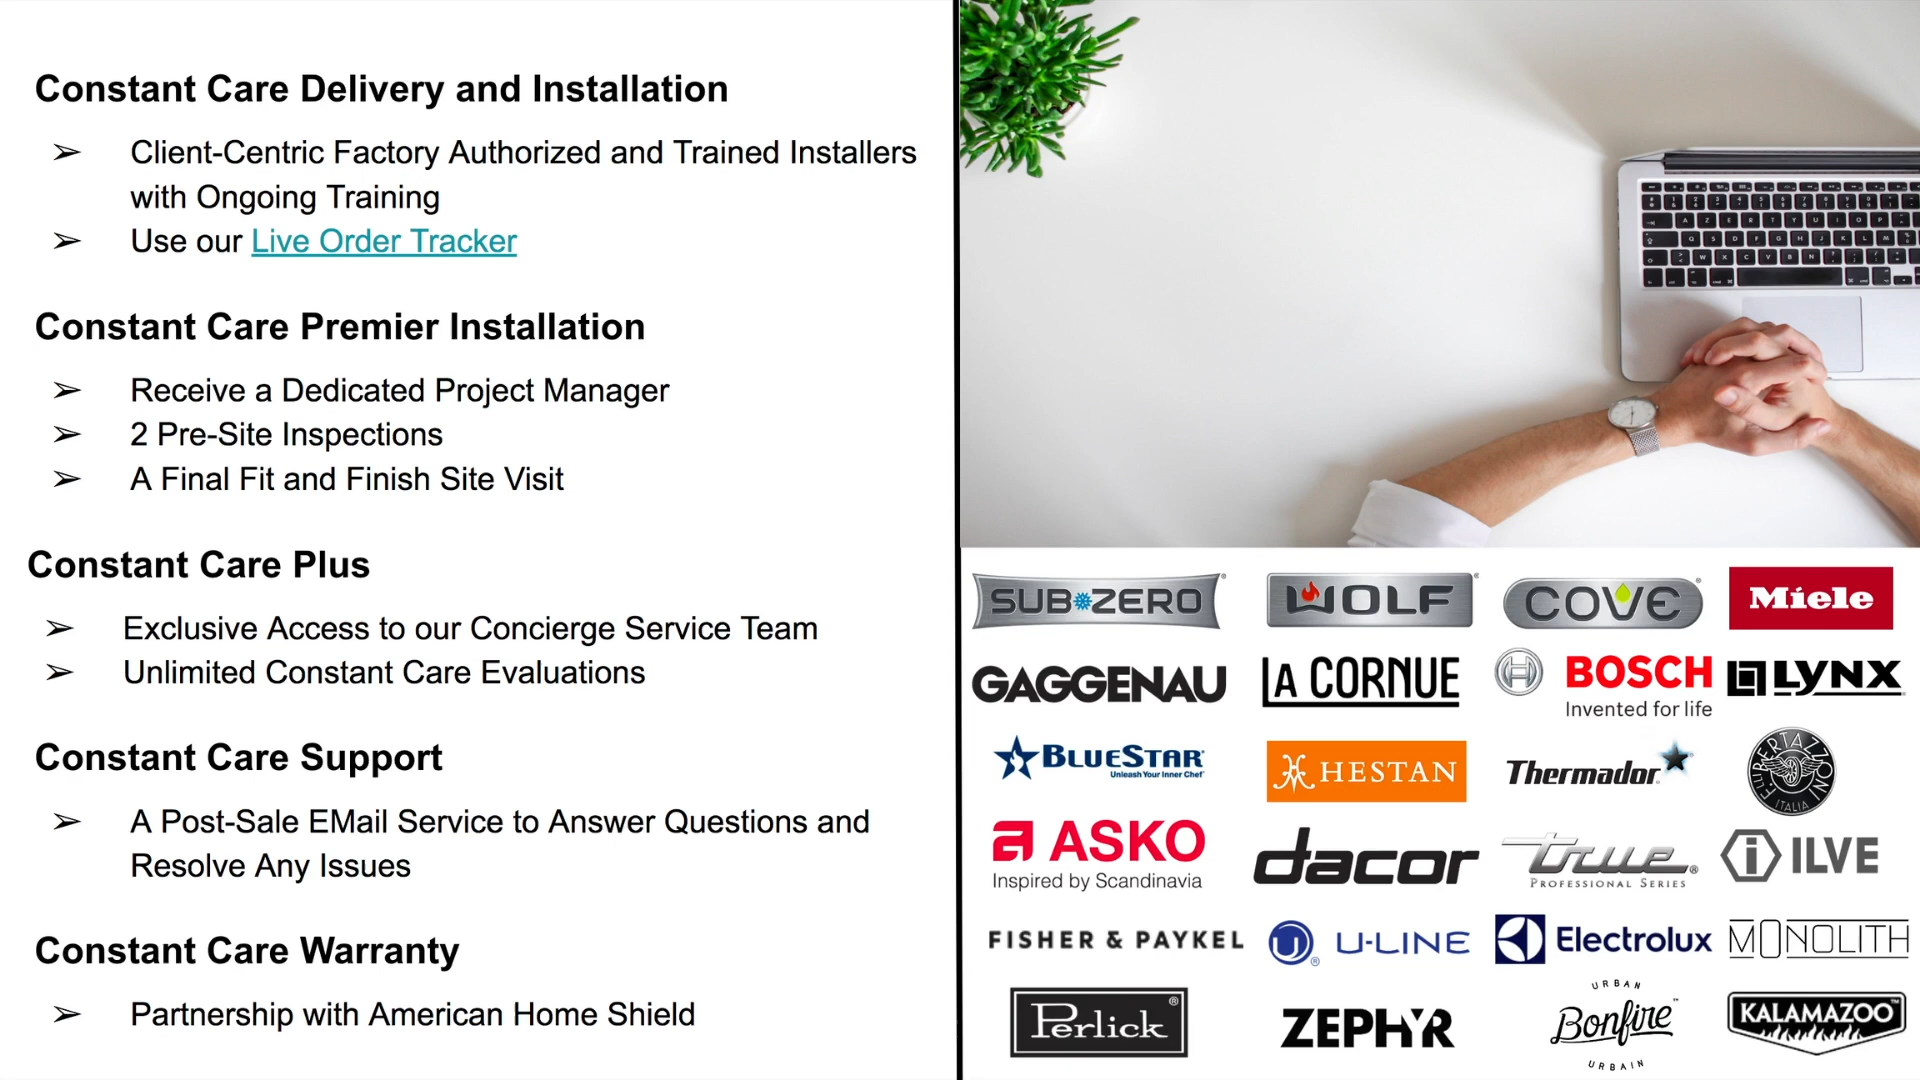 Constant Care Delivery and Installation
➢ Client-Centric Factory Authorized and Trained Installers
with Ongoing Training
➢ Use our Live Order Tracker
Constant Care Premier Installation
➢ Receive a Dedicated Project Manager
➢ 2 Pre-Site Inspections
➢ A Final Fit and Finish Site Visit
Constant Care Plus
➢ Exclusive Access to our Concierge Service Team
➢ Unlimited Constant Care Evaluations
Constant Care Support
➢ A Post-Sale EMail Service to Answer Questions and
Resolve Any Issues
Constant Care Warranty
➢ Partnership with American Home Shield
SUB ZERO ®
WOLF ®
COVE ®
Miele
GAGGENAU
LA CORNUE
BOSCH
Invented for life
LYNX
BLUESTAR
Unleash Your Inner Chef
HESTAN
Thermador
F.LLI BERTAZZONI
ITALIA
ASKO
Inspired by Scandinavia
dacor
true ®
PROFESSIONAL SERIES
ILVE
FISHER & PAYKEL
U-LINE
Electrolux
MONOLITH
Perlick ®
ZEPHYR
URBAN
Bonfire
URBAIN
KALAMAZOO